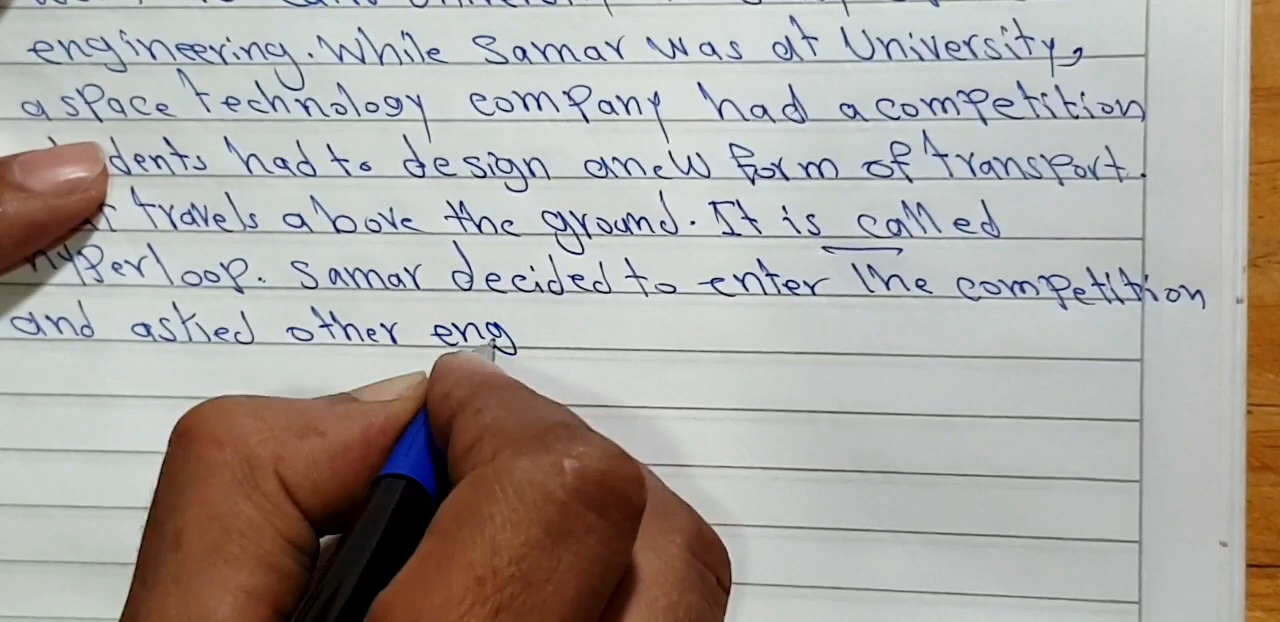 engineering. While Samar was at University,
a space technology company had a competition
dents had to design a new form of transport.
travels above the ground. It is called
hyperloop. Samar decided to enter the competition
and asked other eng